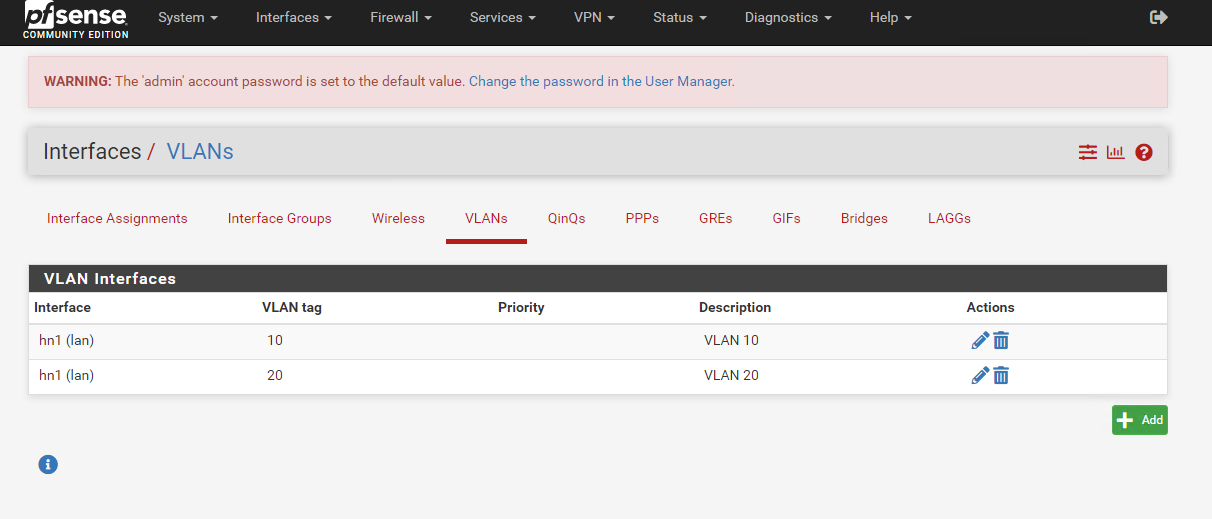 pfsense
COMMUNITY EDITION
System Interfaces Firewall Services VPN Status Diagnostics Help
WARNING: The 'admin' account password is set to the default value. Change the password in the User Manager.
Interfaces / VLANs
Interface Assignments Interface Groups Wireless VLANs QinQs PPPs GREs GIFs Bridges LAGGs
VLAN Interfaces
Interface VLAN tag Priority Description Actions
hn1 (lan) 10 VLAN 10
hn1 (lan) 20 VLAN 20
Add